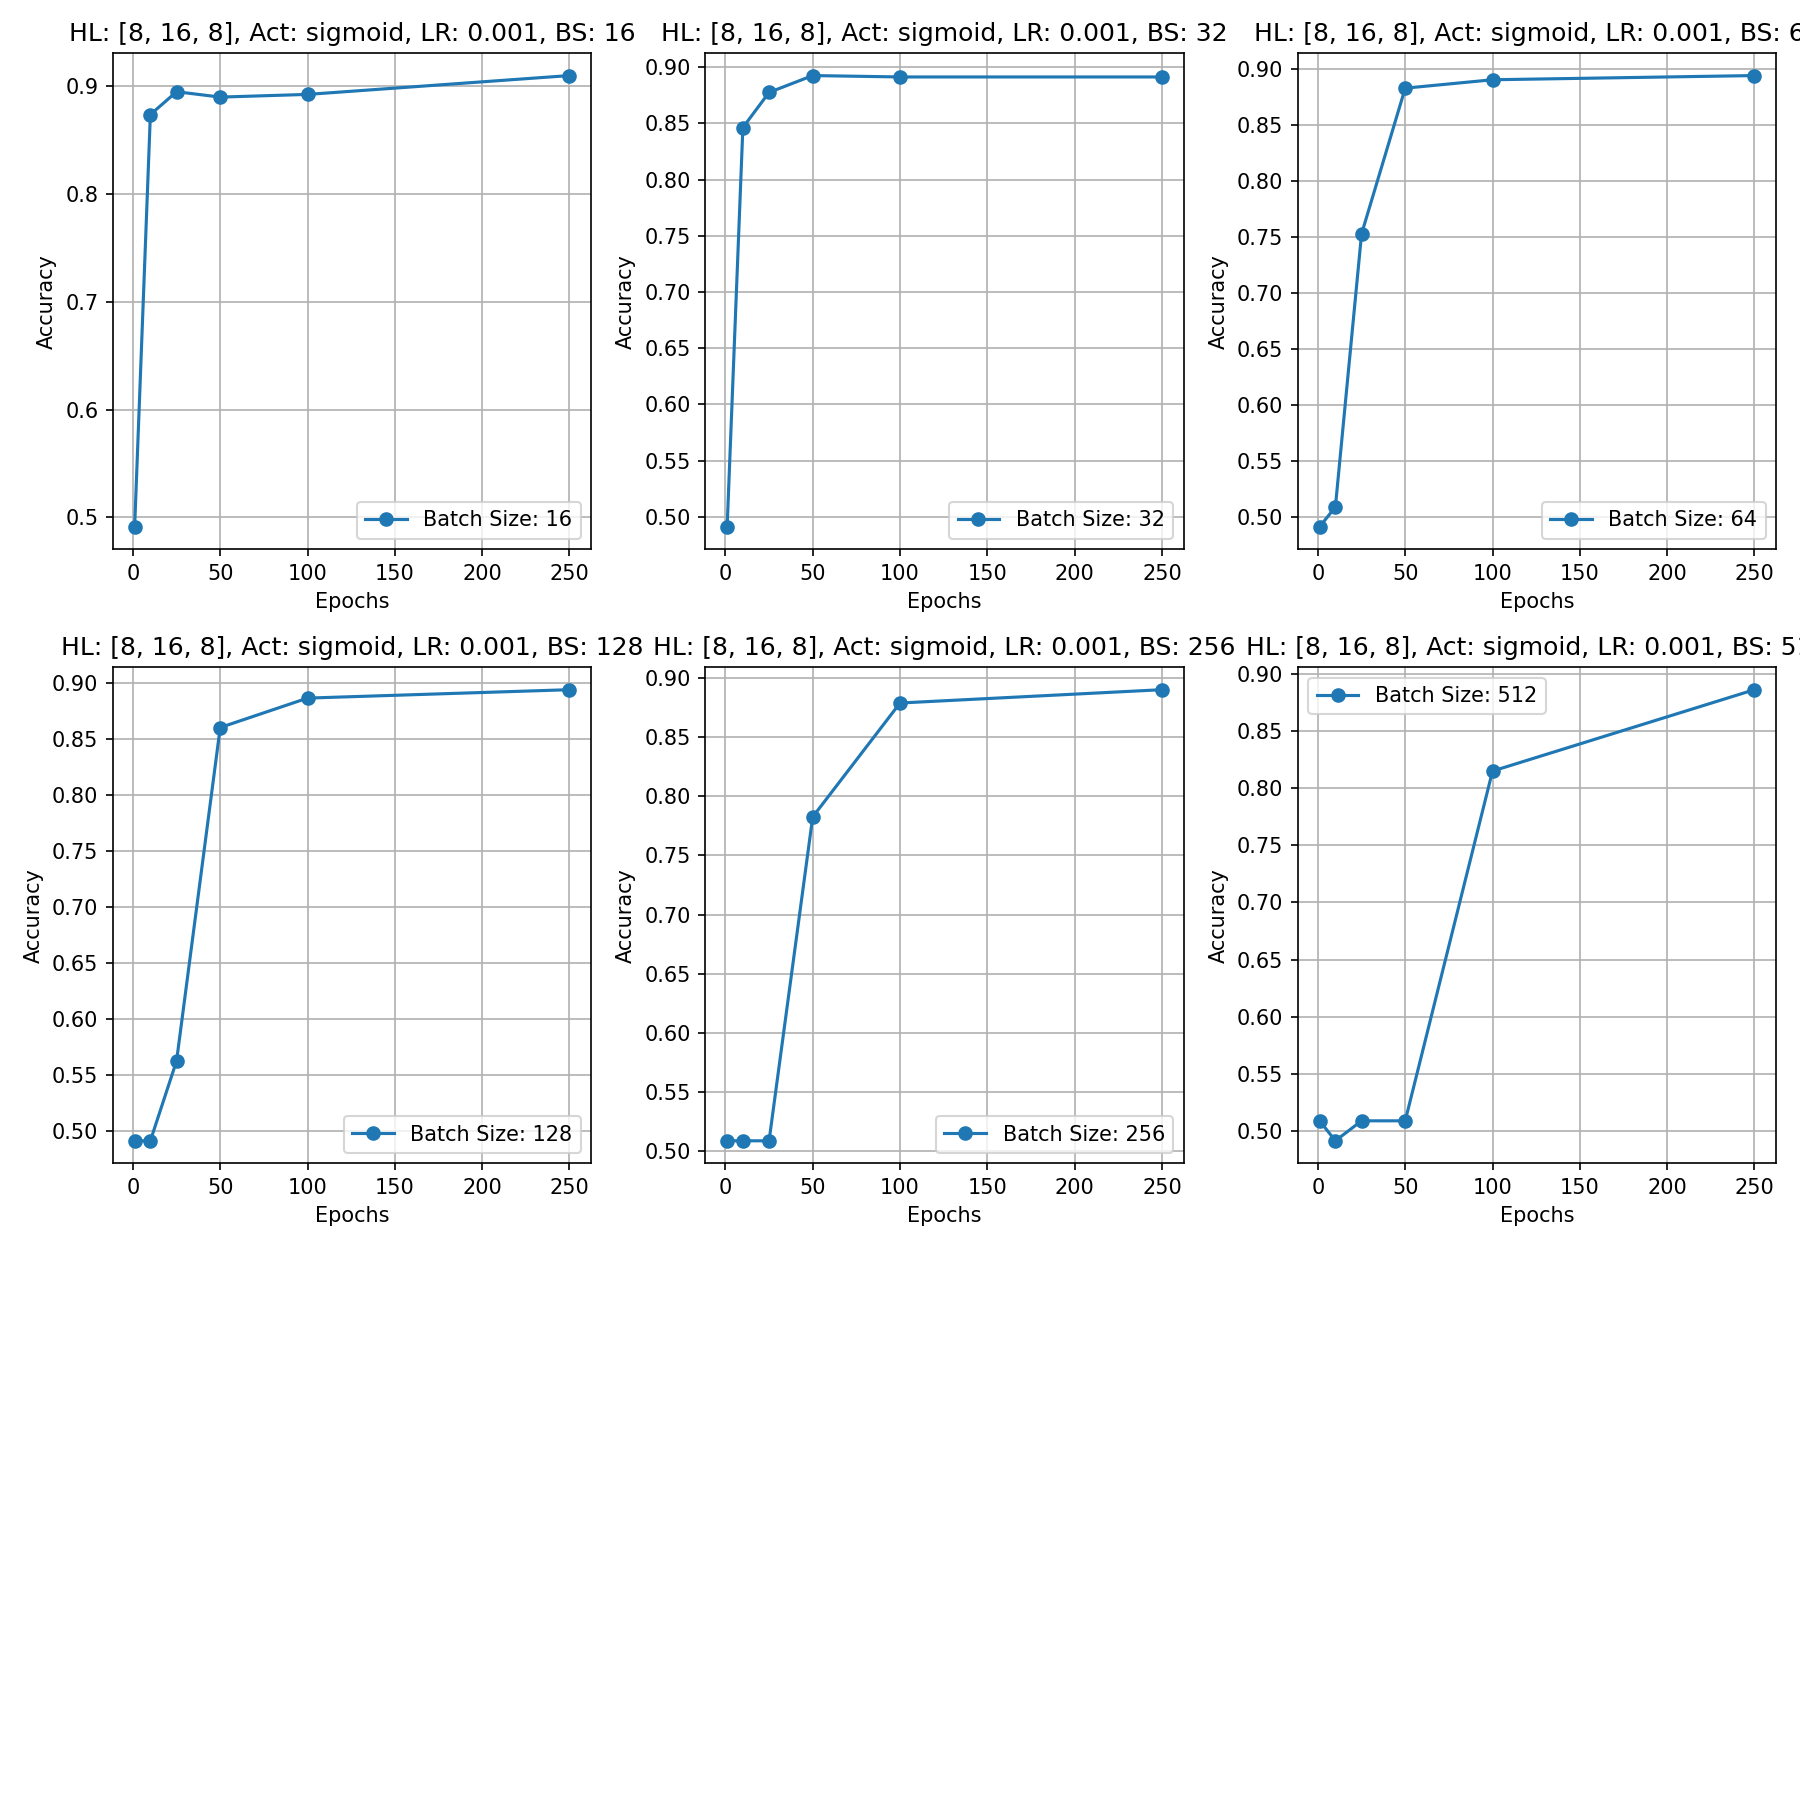 HL: [8, 16, 8], Act: sigmoid, LR: 0.001, BS: 16
0.9
0.8
0.7
0.6
0.5
Accuracy
Batch Size: 16
0 50 100 150 200 250
Epochs
HL: [8, 16, 8], Act: sigmoid, LR: 0.001, BS: 32
0.90
0.85
0.80
0.75
0.70
0.65
0.60
0.55
0.50
Accuracy
Batch Size: 32
0 50 100 150 200 250
Epochs
HL: [8, 16, 8], Act: sigmoid, LR: 0.001, BS: 6
0.90
0.85
0.80
0.75
0.70
0.65
0.60
0.55
0.50
Accuracy
Batch Size: 64
0 50 100 150 200 250
Epochs
HL: [8, 16, 8], Act: sigmoid, LR: 0.001, BS: 128
0.90
0.85
0.80
0.75
0.70
0.65
0.60
0.55
0.50
Accuracy
Batch Size: 128
0 50 100 150 200 250
Epochs
HL: [8, 16, 8], Act: sigmoid, LR: 0.001, BS: 256
0.90
0.85
0.80
0.75
0.70
0.65
0.60
0.55
0.50
Accuracy
Batch Size: 256
0 50 100 150 200 250
Epochs
HL: [8, 16, 8], Act: sigmoid, LR: 0.001, BS: 51
0.90
0.85
0.80
0.75
0.70
0.65
0.60
0.55
0.50
Accuracy
Batch Size: 512
0 50 100 150 200 250
Epochs